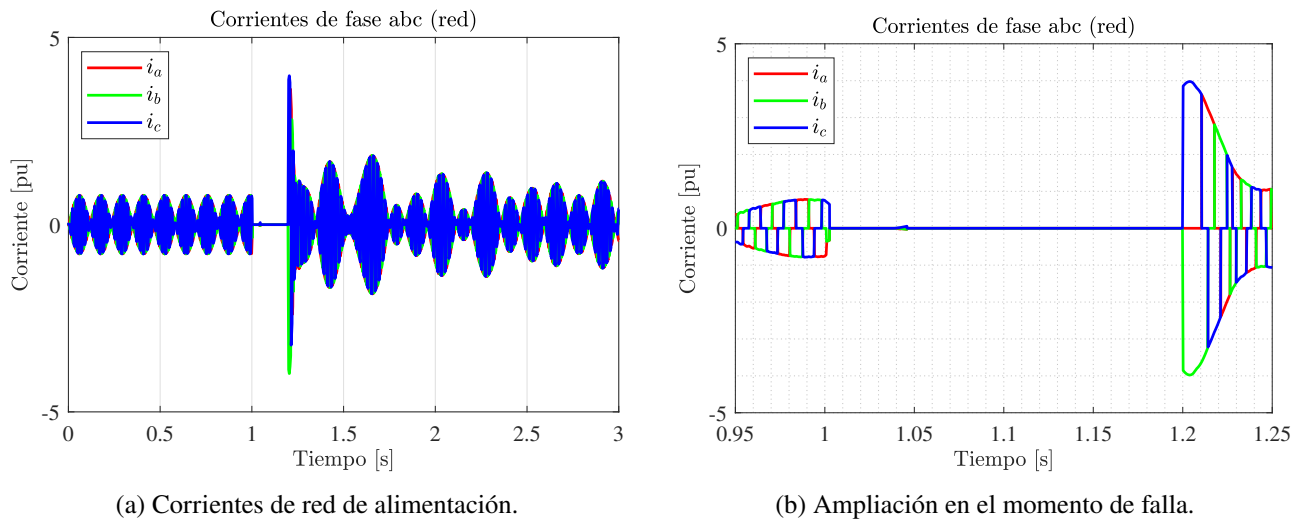 Corrientes de fase abc (red)
5
0
-5
Corriente [pu]
i_a
i_b
i_c
0 0.5 1 1.5 2 2.5 3
Tiempo [s]
(a) Corrientes de red de alimentación.
Corrientes de fase abc (red)
5
0
-5
Corriente [pu]
i_a
i_b
i_c
0.95 1 1.05 1.1 1.15 1.2 1.25
Tiempo [s]
(b) Ampliación en el momento de falla.